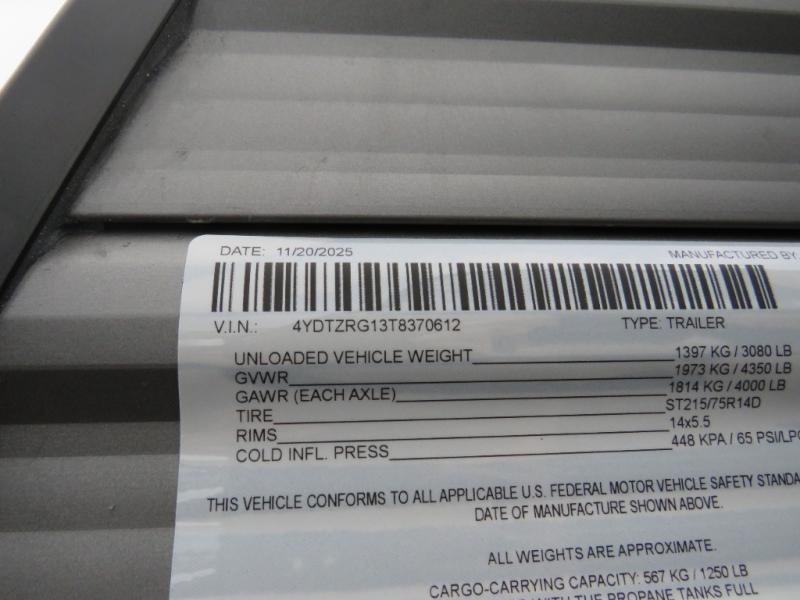 DATE: 11/20/2025 MANUFACTURED BY
V.I.N.: 4YDTZRG13T8370612 TYPE: TRAILER
UNLOADED VEHICLE WEIGHT 1397 KG / 3080 LB
GVWR 1973 KG / 4350 LB
GAWR (EACH AXLE) 1814 KG / 4000 LB
TIRE ST215/75R14D
RIMS 14x5.5
COLD INFL. PRESS 448 KPA / 65 PSI/LPC
THIS VEHICLE CONFORMS TO ALL APPLICABLE U.S. FEDERAL MOTOR VEHICLE SAFETY STANDA
DATE OF MANUFACTURE SHOWN ABOVE.
ALL WEIGHTS ARE APPROXIMATE.
CARGO-CARRYING CAPACITY: 567 KG / 1250 LB
WITH THE PROPANE TANKS FULL